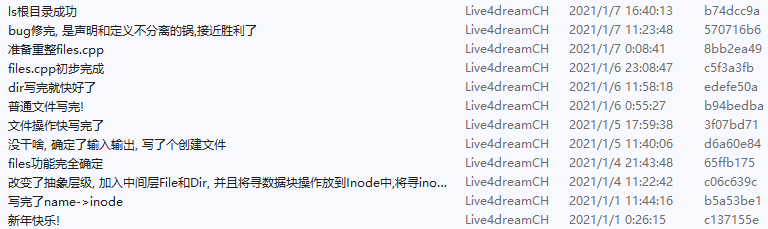 ls根目录成功 Live4dreamCH 2021/1/7 16:40:13 b74dcc9a
bug修完, 是声明和定义不分离的锅,接近胜利了 Live4dreamCH 2021/1/7 11:23:48 570716b6
准备重整files.cpp Live4dreamCH 2021/1/7 0:08:41 8bb2ea49
files.cpp初步完成 Live4dreamCH 2021/1/6 23:08:47 c5f3a3fb
dir写完就快好了 Live4dreamCH 2021/1/6 11:58:18 edefe50a
普通文件写完! Live4dreamCH 2021/1/6 0:55:27 b94bedba
文件操作快写完了 Live4dreamCH 2021/1/5 17:59:38 3f07bd71
没干啥, 确定了输入输出, 写了个创建文件 Live4dreamCH 2021/1/5 11:40:06 d6a60e84
files功能完全确定 Live4dreamCH 2021/1/4 21:43:48 65ffb175
改变了抽象层级, 加入中间层File和Dir, 并且将寻数据块操作放到Inode中,将寻ino... Live4dreamCH 2021/1/4 11:22:42 c06c639c
写完了name->inode Live4dreamCH 2021/1/1 11:44:16 b5a53be1
新年快乐! Live4dreamCH 2021/1/1 0:26:15 c137155e